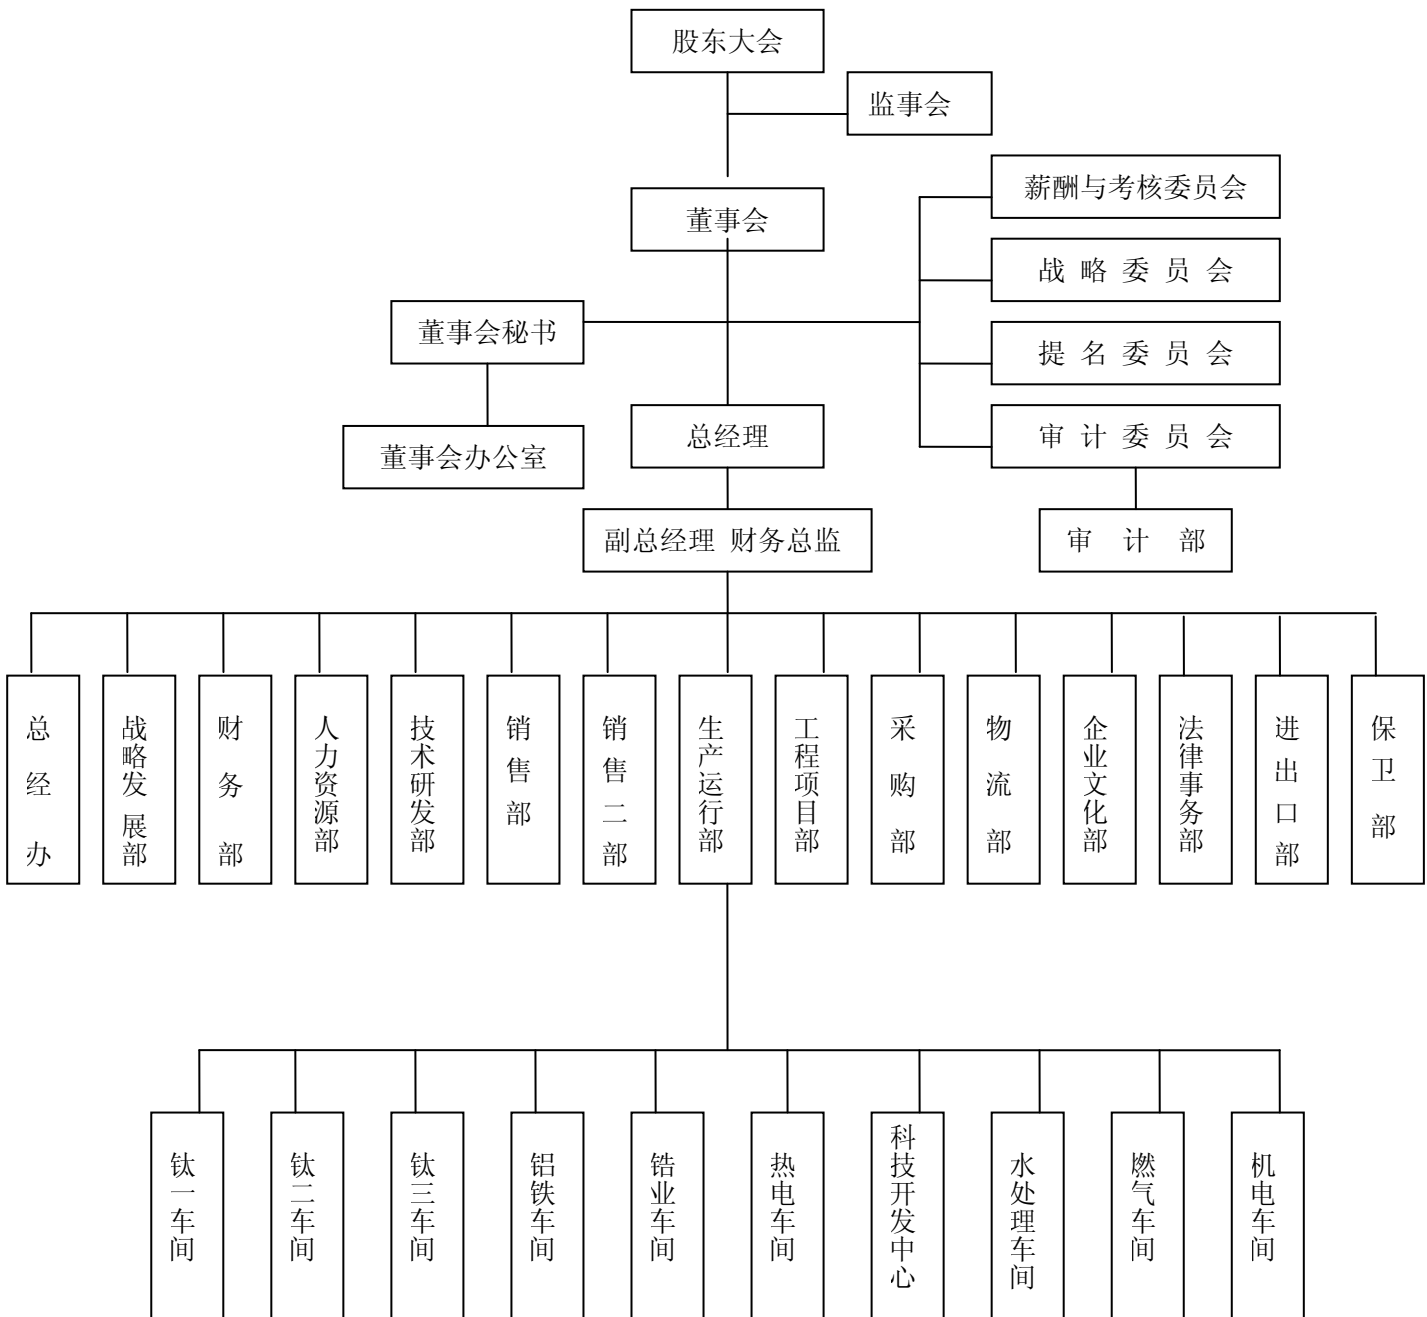 股东大会
监事会
薪酬与考核委员会
董事会
战略委员会
董事会秘书
提名委员会
总经理
审计委员会
董事会办公室
副总经理 财务总监
审计部
总经办
战略发展部
财务部
人力资源部
技术研发部
销售部
销售二部
生产运行部
工程项目部
采购部
物流部
企业文化部
法律事务部
进出口部
保卫部
钛一车间
钛二车间
钛三车间
铝铁车间
锆业车间
热电车间
科技开发中心
水处理车间
燃气车间
机电车间